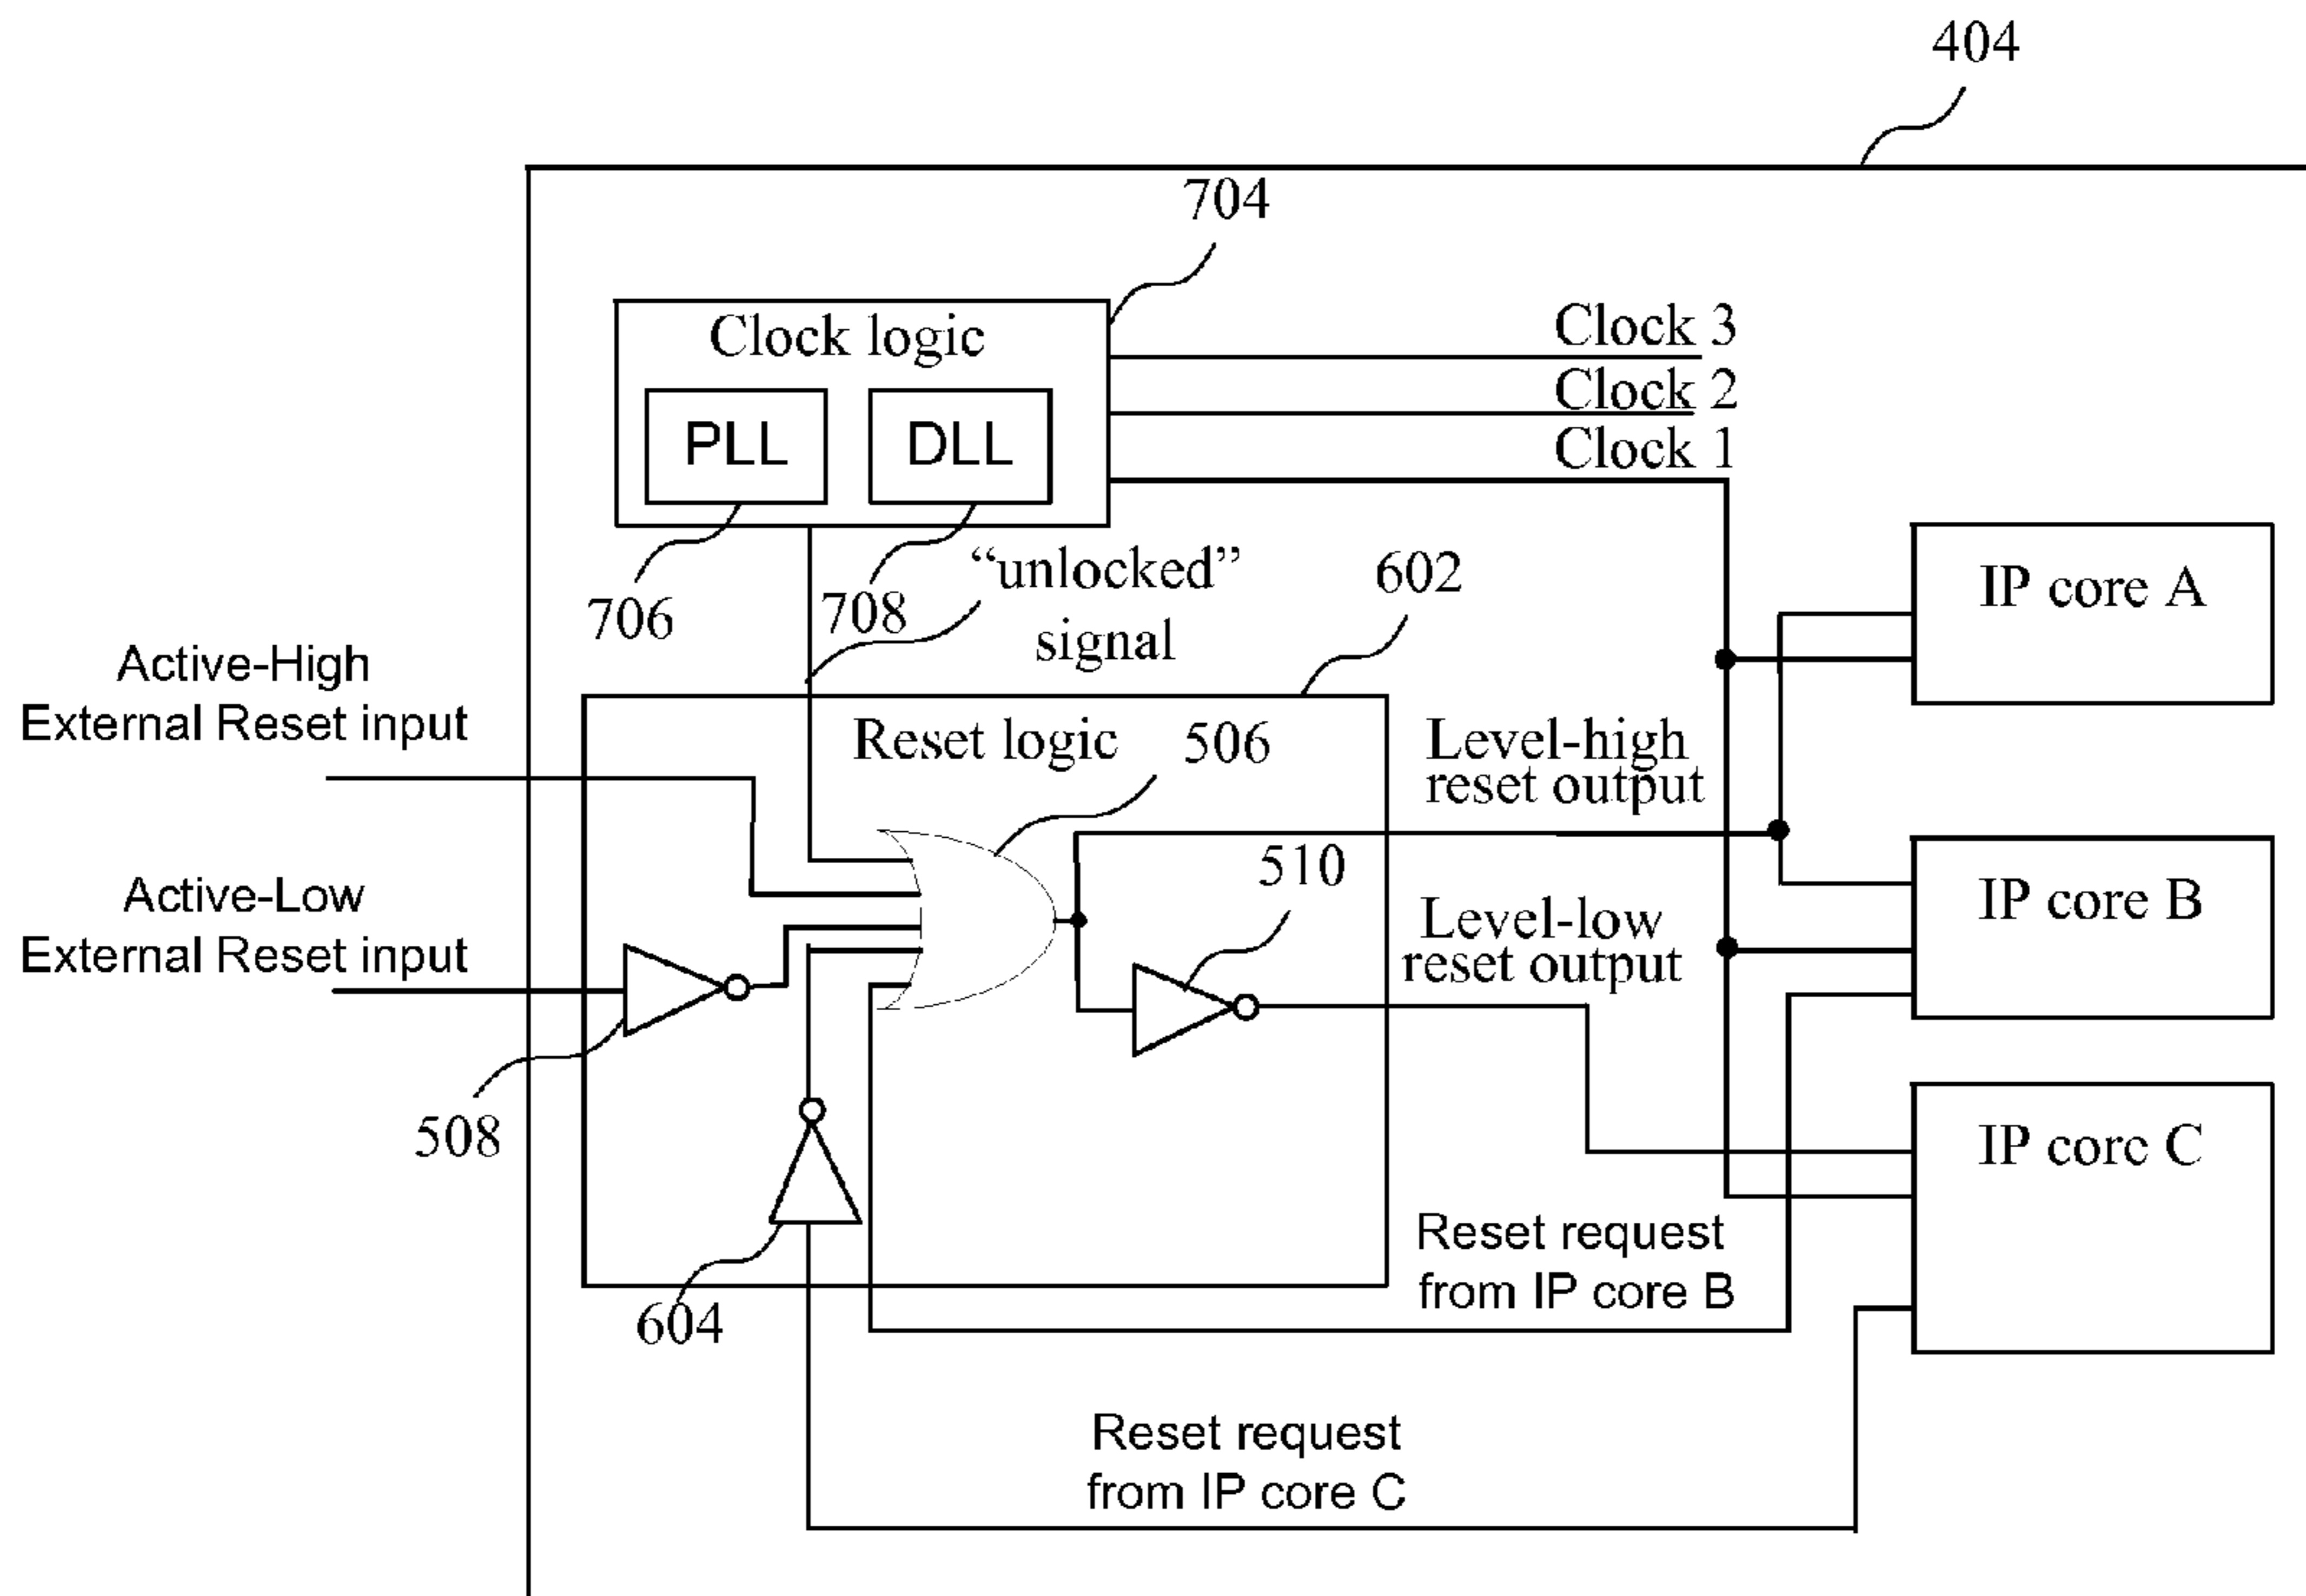 404
704
Clock logic
Clock 3
Clock 2
Clock 1
PLL
DLL
706
708
“unlocked”
signal
602
IP core A
Active-High
External Reset input
Reset logic
506
Level-high
reset output
510
IP core B
Active-Low
External Reset input
Level-low
reset output
508
IP core C
604
Reset request
from IP core B
Reset request
from IP core C